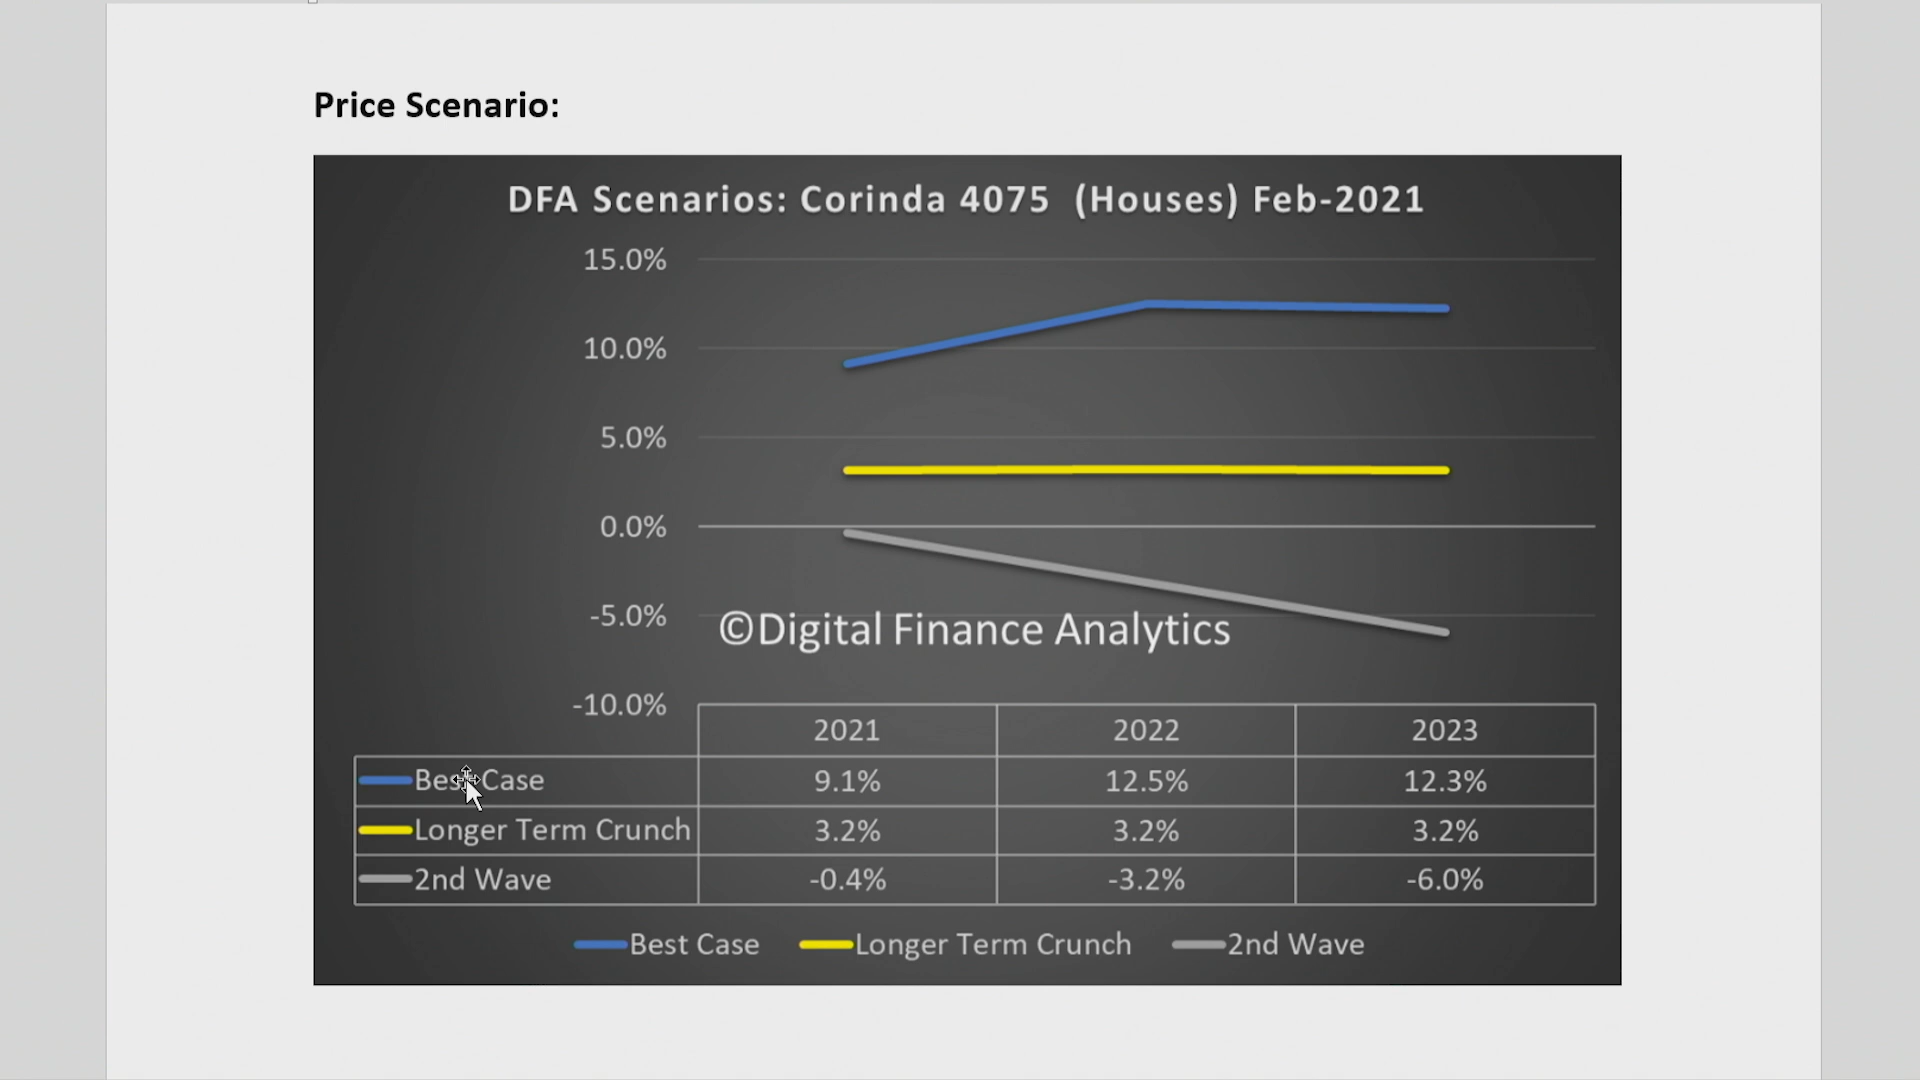 Price Scenario:
DFA Scenarios: Corinda 4075 (Houses) Feb-2021
15.0%
10.0%
5.0%
0.0%
-5.0%
©Digital Finance Analytics
-10.0%
2021 2022 2023
Best Case 9.1% 12.5% 12.3%
Longer Term Crunch 3.2% 3.2% 3.2%
2nd Wave -0.4% -3.2% -6.0%
Best Case Longer Term Crunch 2nd Wave